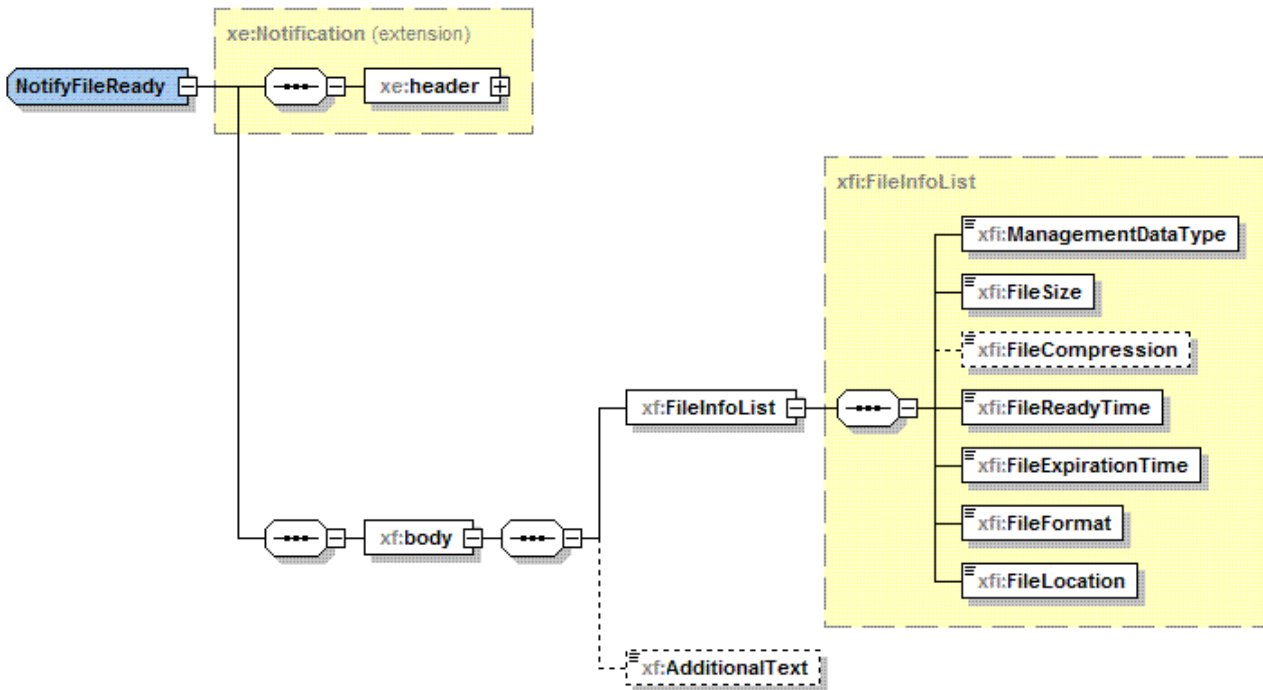 xe:Notification (extension)
NotifyFileReady
xe:header
xfi:FileInfoList
xfi:ManagementDataType
xfi:FileSize
xfi:FileCompression
xf:FileInfoList
xfi:FileReadyTime
xfi:FileExpirationTime
xfi:FileFormat
xf:body
xfi:FileLocation
xf:AdditionalText